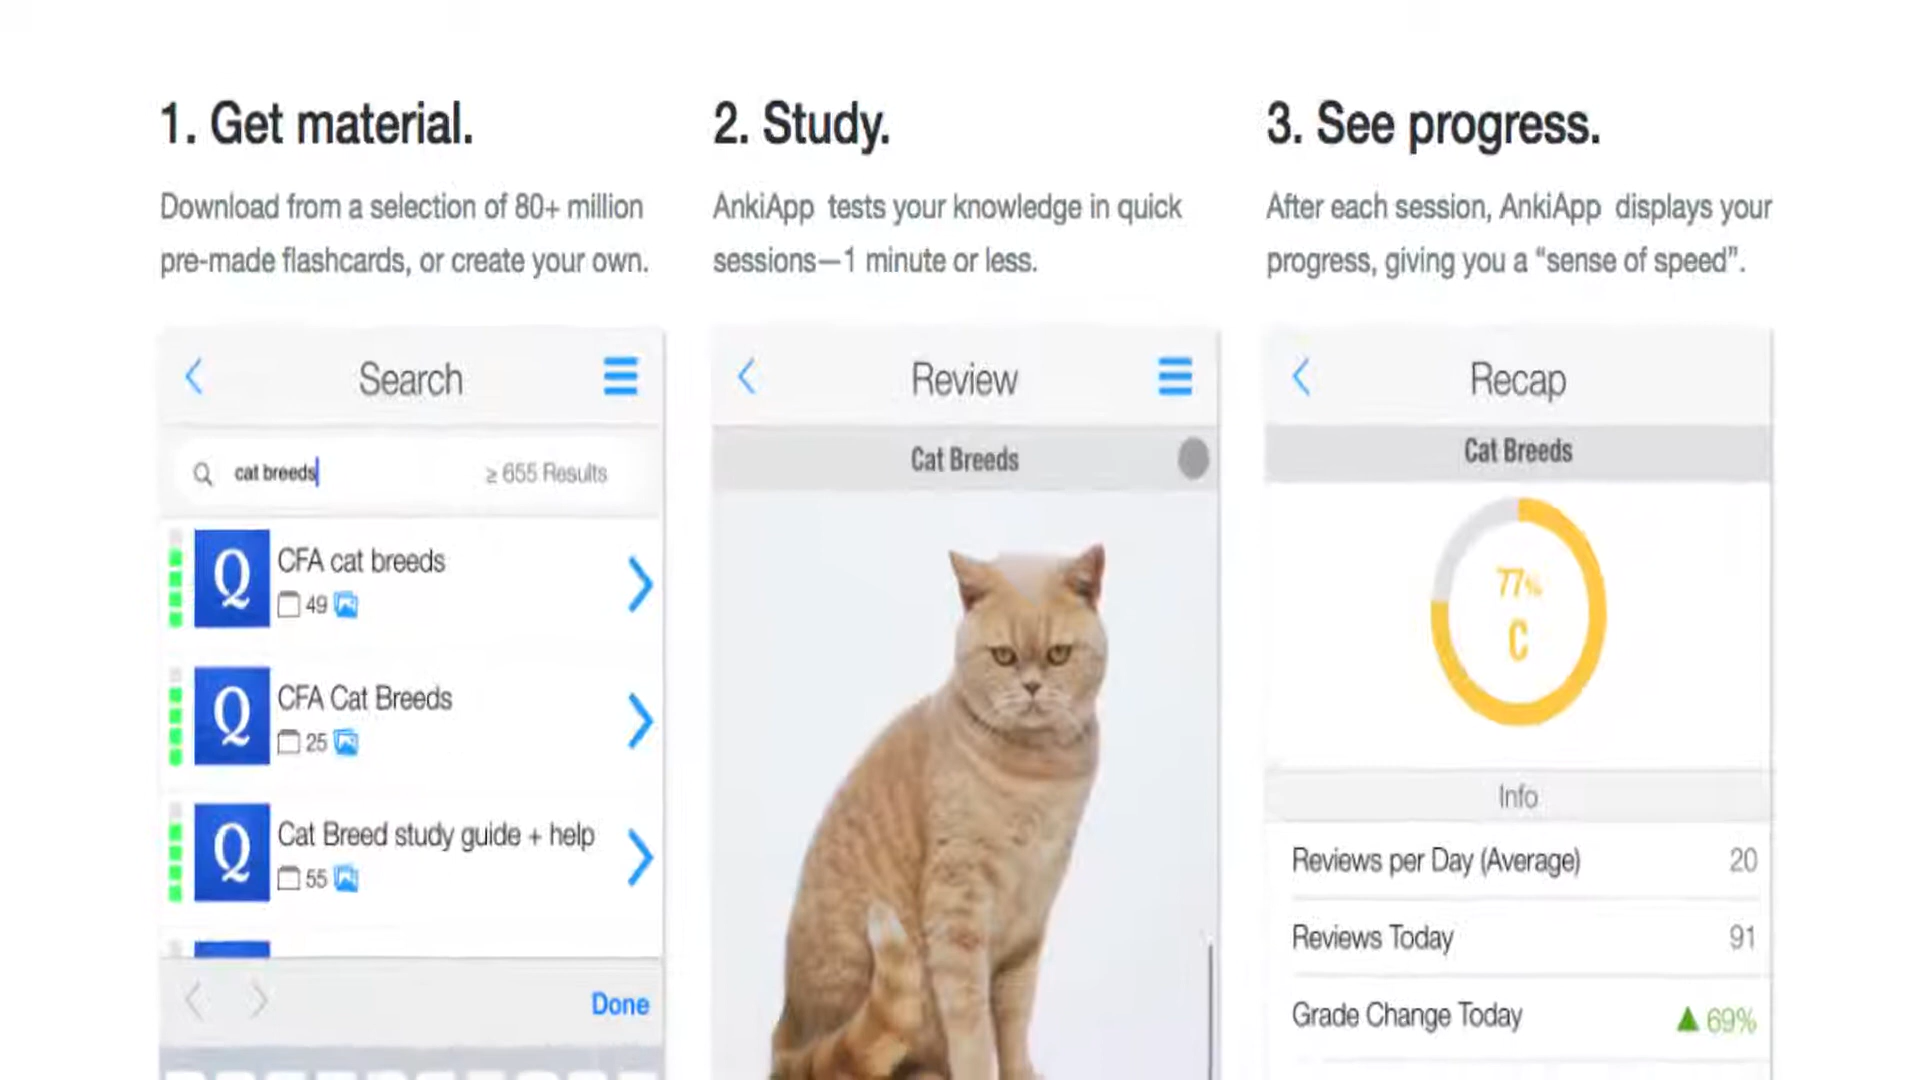 1. Get material.
Download from a selection of 80+ million
pre-made flashcards, or create your own.
Search
cat breeds
≥ 655 Results
Q
CFA cat breeds
49
Q
CFA Cat Breeds
25
Q
Cat Breed study guide + help
55
Done
2. Study.
AnkiApp tests your knowledge in quick
sessions—1 minute or less.
Review
Cat Breeds
3. See progress.
After each session, AnkiApp displays your
progress, giving you a “sense of speed”.
Recap
Cat Breeds
77%
C
Info
Reviews per Day (Average) 20
Reviews Today 91
Grade Change Today ▲ 69%